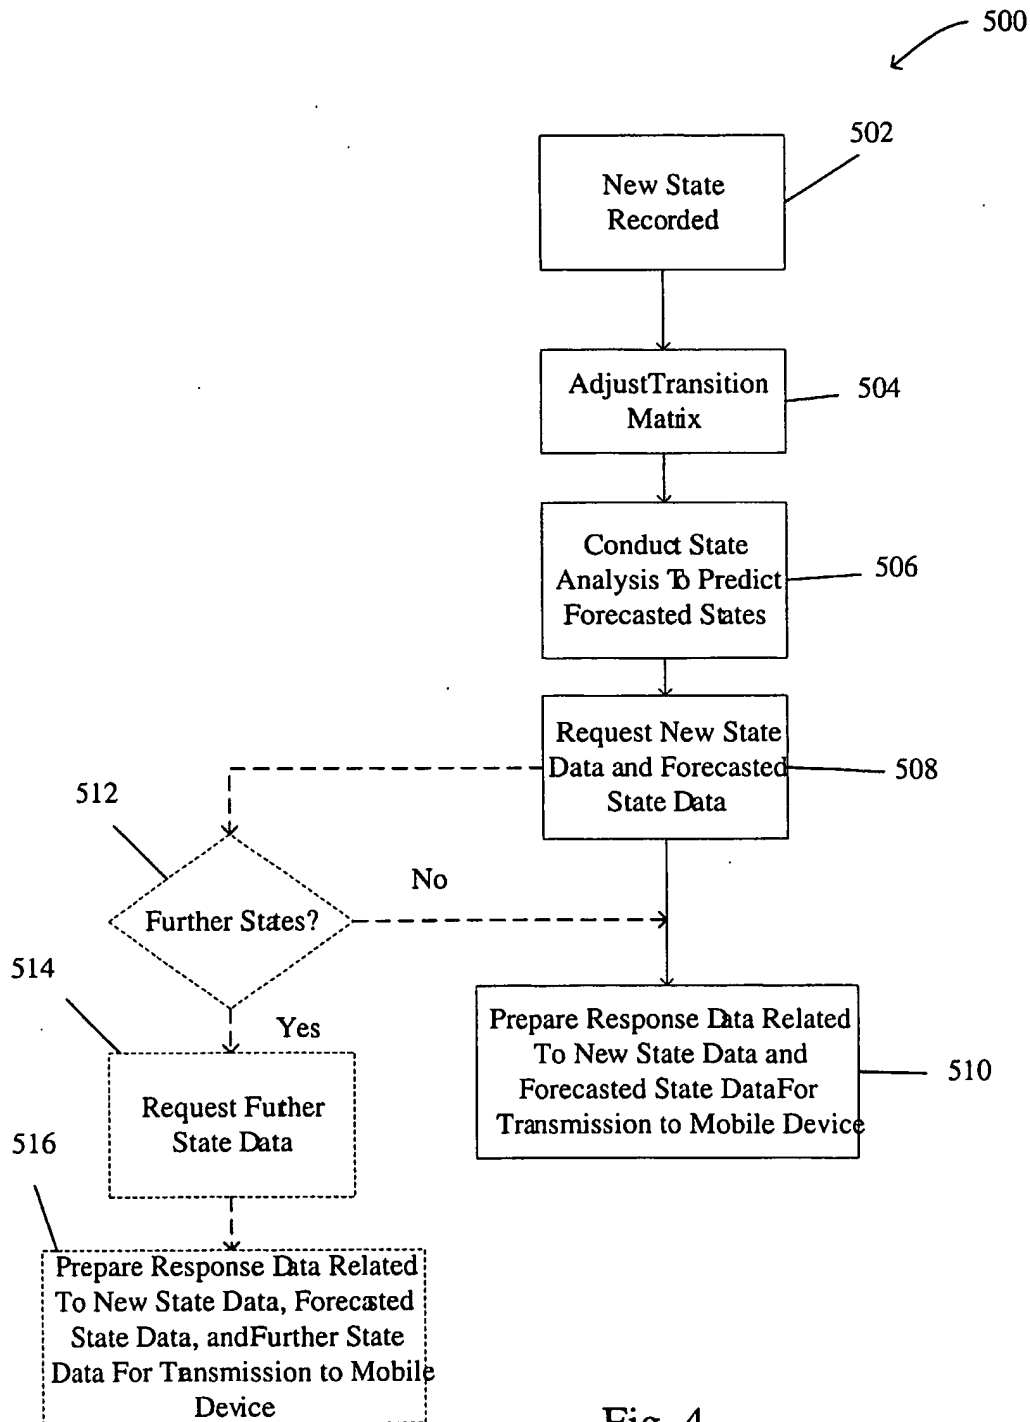 500
502
New State
Recorded
AdjustTransition
Matrix
504
Conduct State
Analysis To Predict
Forecasted States
506
Request New State
Data and Forecasted
State Data
508
512
No
Further States?
514
Yes
Prepare Response Data Related
To New State Data and
Forecasted State DataFor
Transmission to Mobile Device
510
Request Further
State Data
516
Prepare Response Data Related
To New State Data, Forecasted
State Data, andFurther State
Data For Transmission to Mobile
Device
Fig. 4